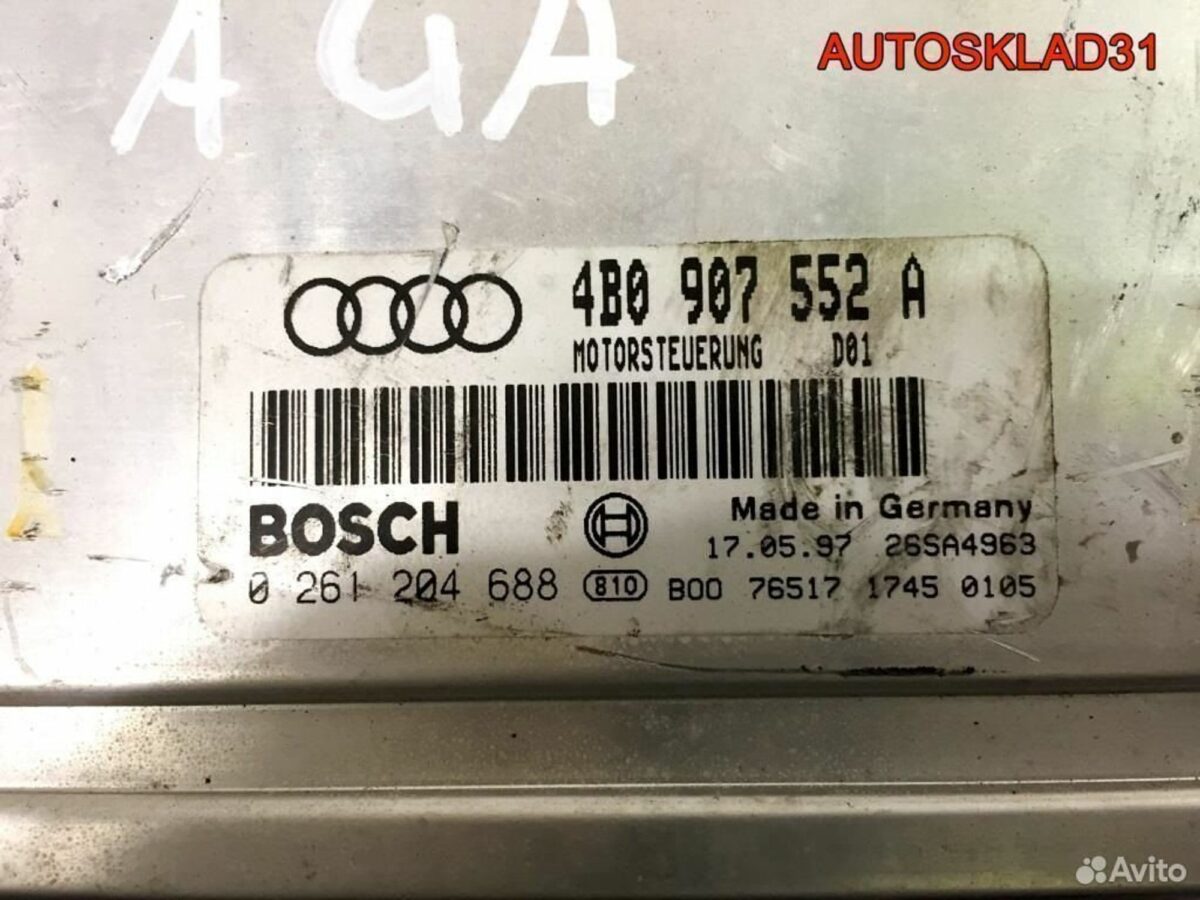 AGA
AUTOSKLAD31
4B0 907 552 A
MOTORSTEUERUNG D01
BOSCH
Made in Germany
17.05.97 26SA4963
0 261 204 688 810 B00 76517 1745 0105
Avito